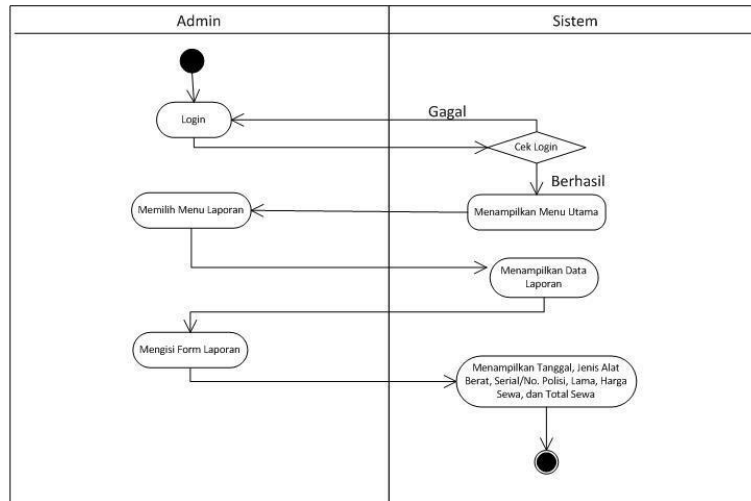 Admin
Sistem
Login
Gagal
Cek Login
Berhasil
Memilih Menu Laporan
Menampilkan Menu Utama
Menampilkan Data
Laporan
Mengisi Form Laporan
Menampilkan Tanggal, Jenis Alat
Berat, Serial/No. Polisi, Lama, Harga
Sewa, dan Total Sewa